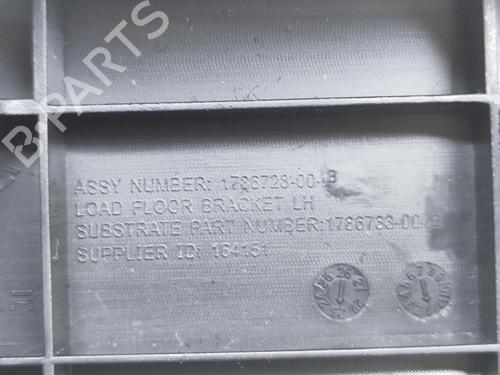 B-PARTS
ASSY NUMBER: 1786728-00-B
LOAD FLOOR BRACKET LH
SUBSTRATE PART NUMBER:1786783-00-B
SUPPLIER ID: 164151